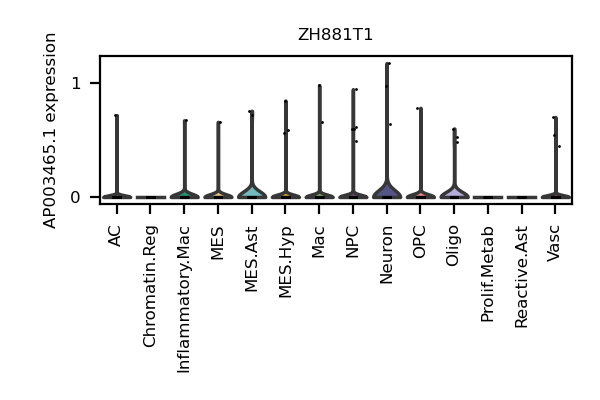 ZH881T1
AP003465.1 expression
1
0
AC
Chromatin.Reg
Inflammatory.Mac
MES
MES.Ast
MES.Hyp
Mac
NPC
Neuron
OPC
Oligo
Prolif.Metab
Reactive.Ast
Vasc